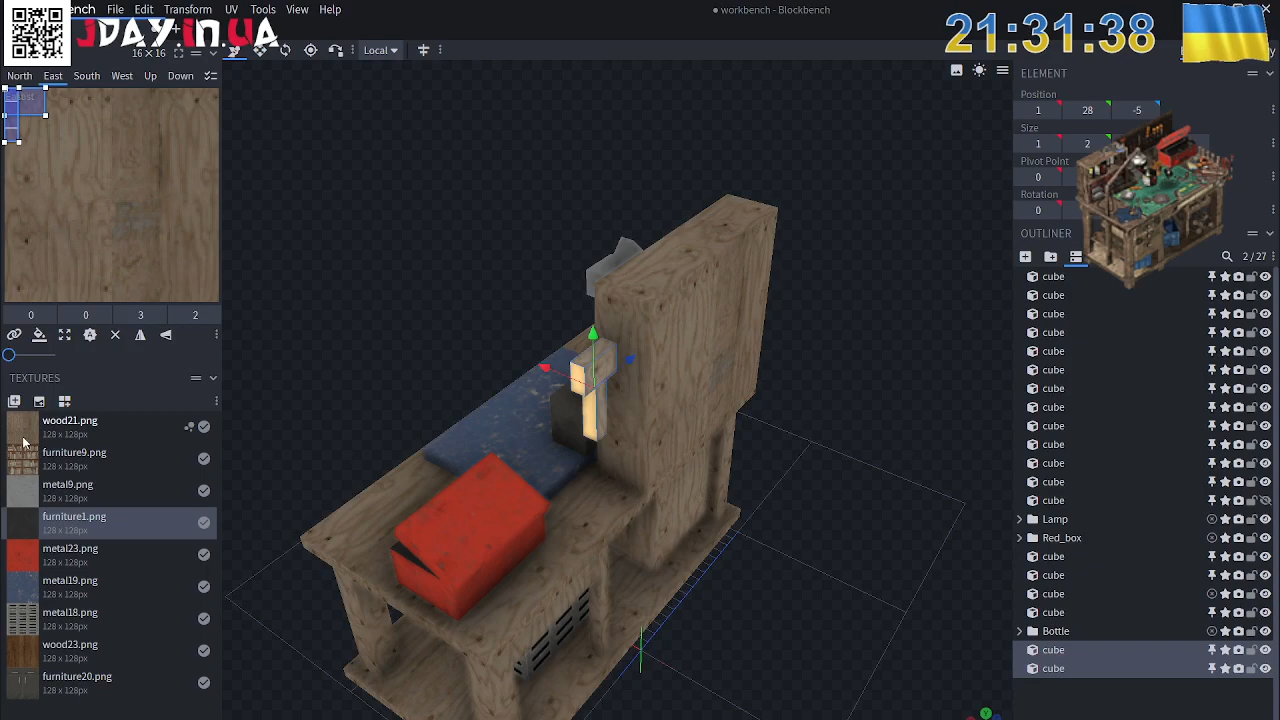 bench File Edit Transform UV Tools View Help
workbench - Blockbench
JDAY.IN.UA
21:31:38
16×16
Local
North East South West Up Down
0 0 3 2
TEXTURES
wood21.png
128 x 128px
furniture9.png
128 x 128px
metal9.png
128 x 128px
furniture1.png
128 x 128px
metal23.png
128 x 128px
metal19.png
128 x 128px
metal18.png
128 x 128px
wood23.png
128 x 128px
furniture20.png
128 x 128px
ELEMENT
Position
1 28 -5
Size
1 2
Pivot Point
0
Rotation
0
OUTLINER
2/27
cube
cube
cube
cube
cube
cube
cube
cube
cube
cube
cube
cube
cube
Lamp
Red_box
cube
cube
cube
cube
Bottle
cube
cube